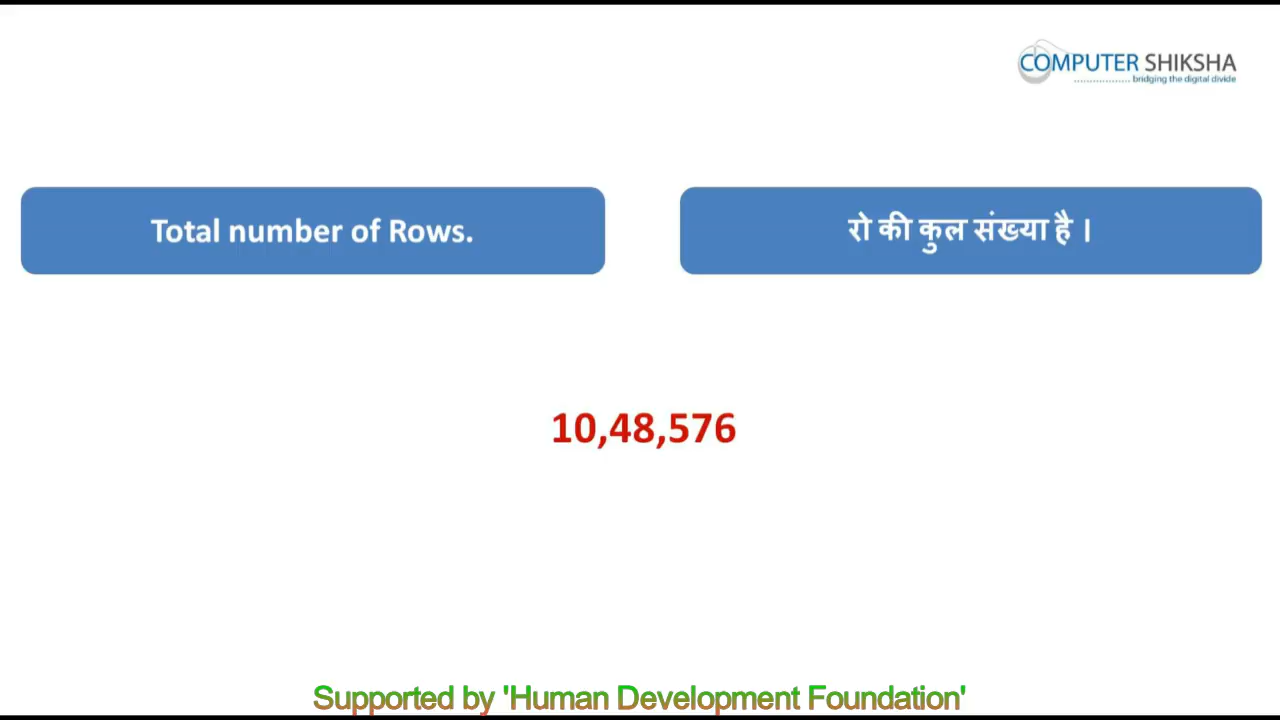 COMPUTER SHIKSHA
bridging the digital divide
Total number of Rows.
रो की कुल संख्या है ।
10,48,576
Supported by 'Human Development Foundation'